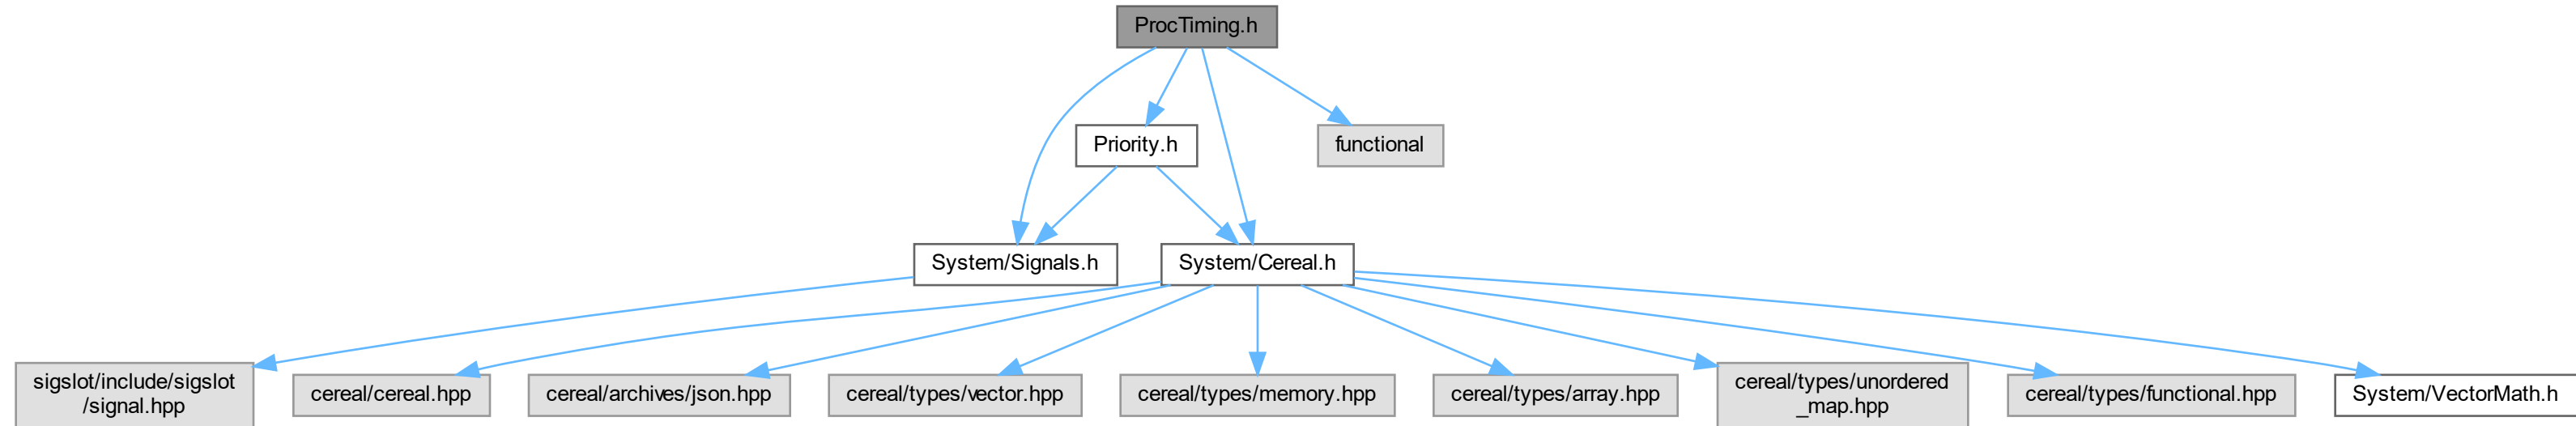 ProcTiming.h
Priority.h
functional
System/Signals.h
System/Cereal.h
sigslot/include/sigslot
/signal.hpp
cereal/cereal.hpp
cereal/archives/json.hpp
cereal/types/vector.hpp
cereal/types/memory.hpp
cereal/types/array.hpp
cereal/types/unordered
_map.hpp
cereal/types/functional.hpp
System/VectorMath.h